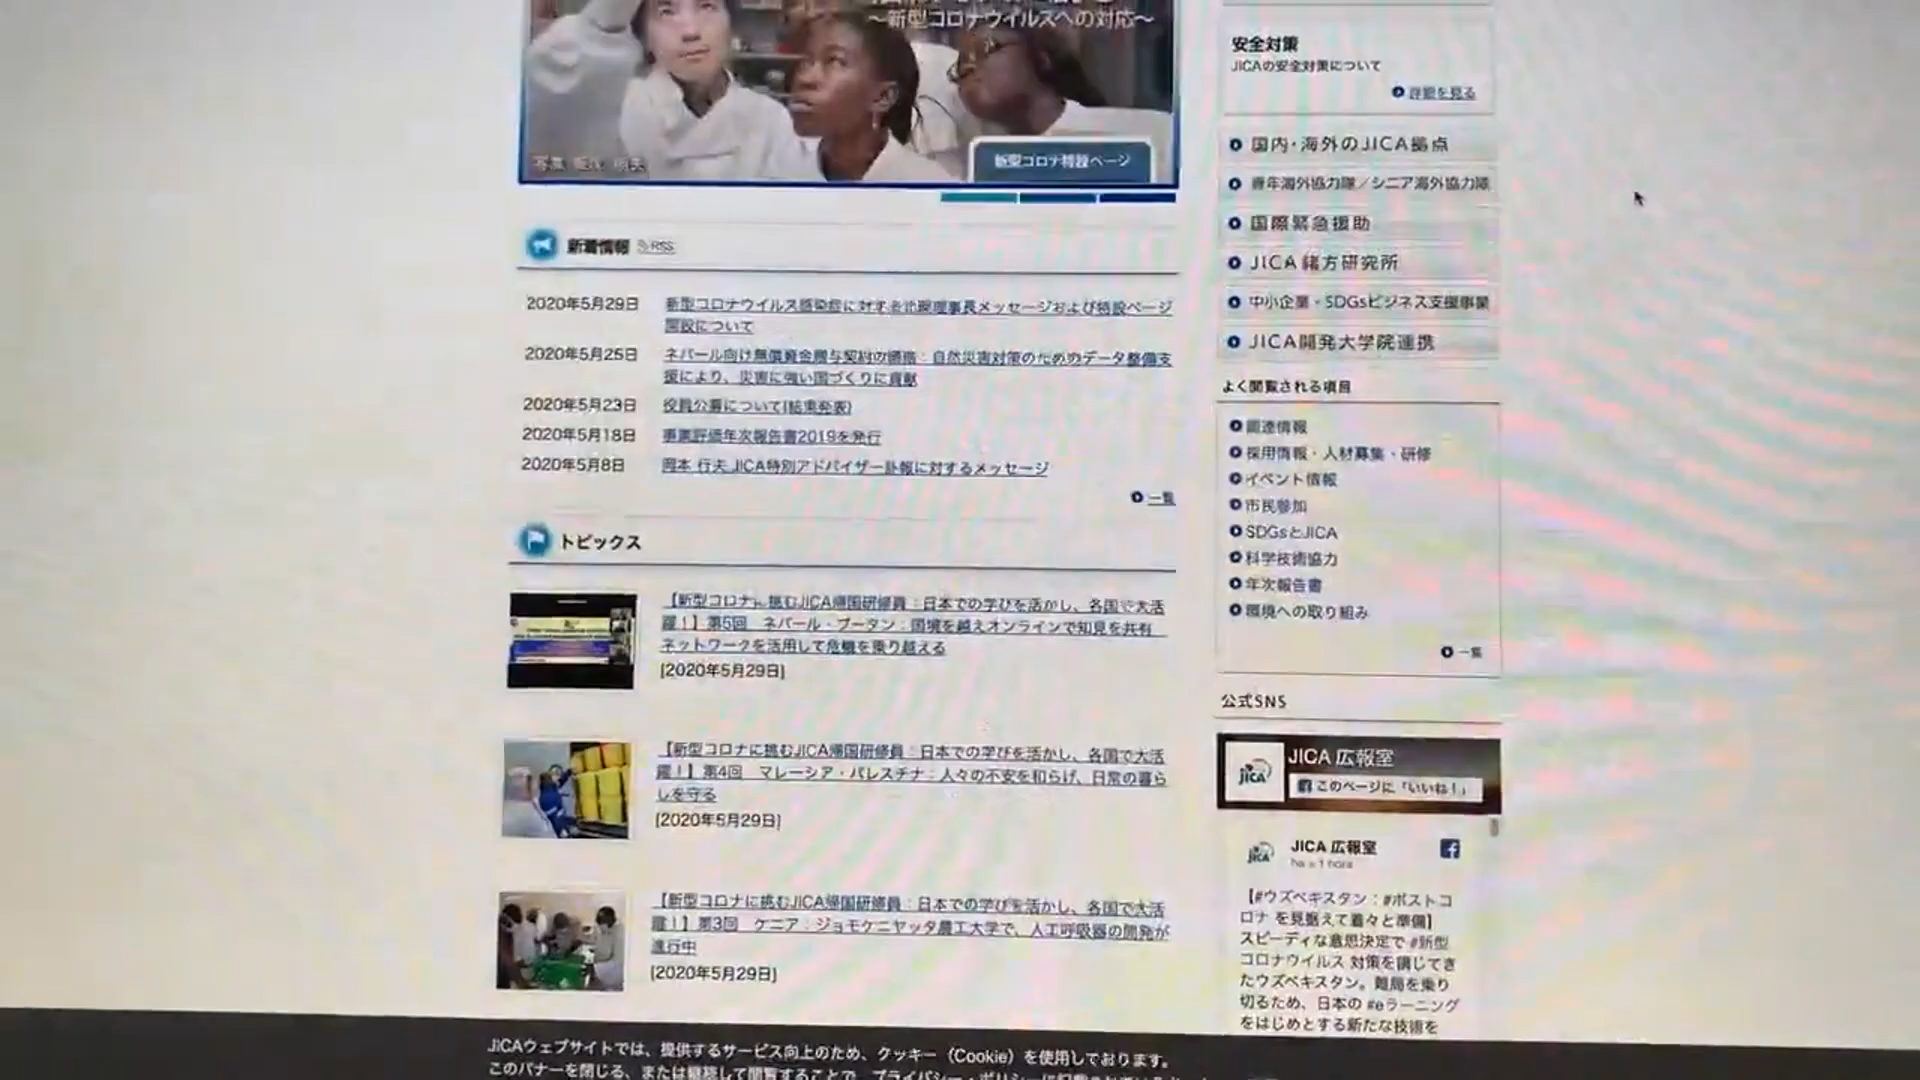 〜新型コロナウイルスへの対応〜
新型コロナ特設ページ
新着情報 RSS
2020年5月29日 新型コロナウイルス感染症に対する北岡理事長メッセージおよび特設ページ
開設について
2020年5月25日 ネパール向け無償資金贈与契約の締結：自然災害対策のためのデータ整備支
援により、災害に強い国づくりに貢献
2020年5月23日 役員公募について(結果発表)
2020年5月18日 事業評価年次報告書2019を発行
2020年5月8日 岡本 行夫 JICA特別アドバイザー訃報に対するメッセージ
一覧
トピックス
【新型コロナに挑むJICA帰国研修員：日本での学びを活かし、各国で大活
躍！】第5回 ネパール・ブータン：国境を越えオンラインで知見を共有
ネットワークを活用して危機を乗り越える
[2020年5月29日]
【新型コロナに挑むJICA帰国研修員：日本での学びを活かし、各国で大活
躍！】第4回 マレーシア・パレスチナ：人々の不安を和らげ、日常の暮ら
しを守る
[2020年5月29日]
【新型コロナに挑むJICA帰国研修員：日本での学びを活かし、各国で大活
躍！】第3回 ケニア：ジョモケニヤッタ農工大学で、人工呼吸器の開発が
進行中
[2020年5月29日]
安全対策
JICAの安全対策について
詳細を見る
国内・海外のJICA拠点
青年海外協力隊／シニア海外協力隊
国際緊急援助
JICA緒方研究所
中小企業・SDGsビジネス支援事業
JICA開発大学院連携
よく閲覧される項目
調達情報
採用情報・人材募集・研修
イベント情報
市民参加
SDGsとJICA
科学技術協力
年次報告書
環境への取り組み
一覧
公式SNS
JICA
JICA 広報室
このページに「いいね！」
JICA 広報室
【#ウズベキスタン：#ポストコ
ロナ を見据えて着々と準備】
スピーディな意思決定で #新型
コロナウイルス 対策を講じてき
たウズベキスタン。難局を乗り
切るため、日本の #eラーニング
をはじめとする新たな技術を
JICAウェブサイトでは、提供するサービス向上のため、クッキー（Cookie）を使用しております。